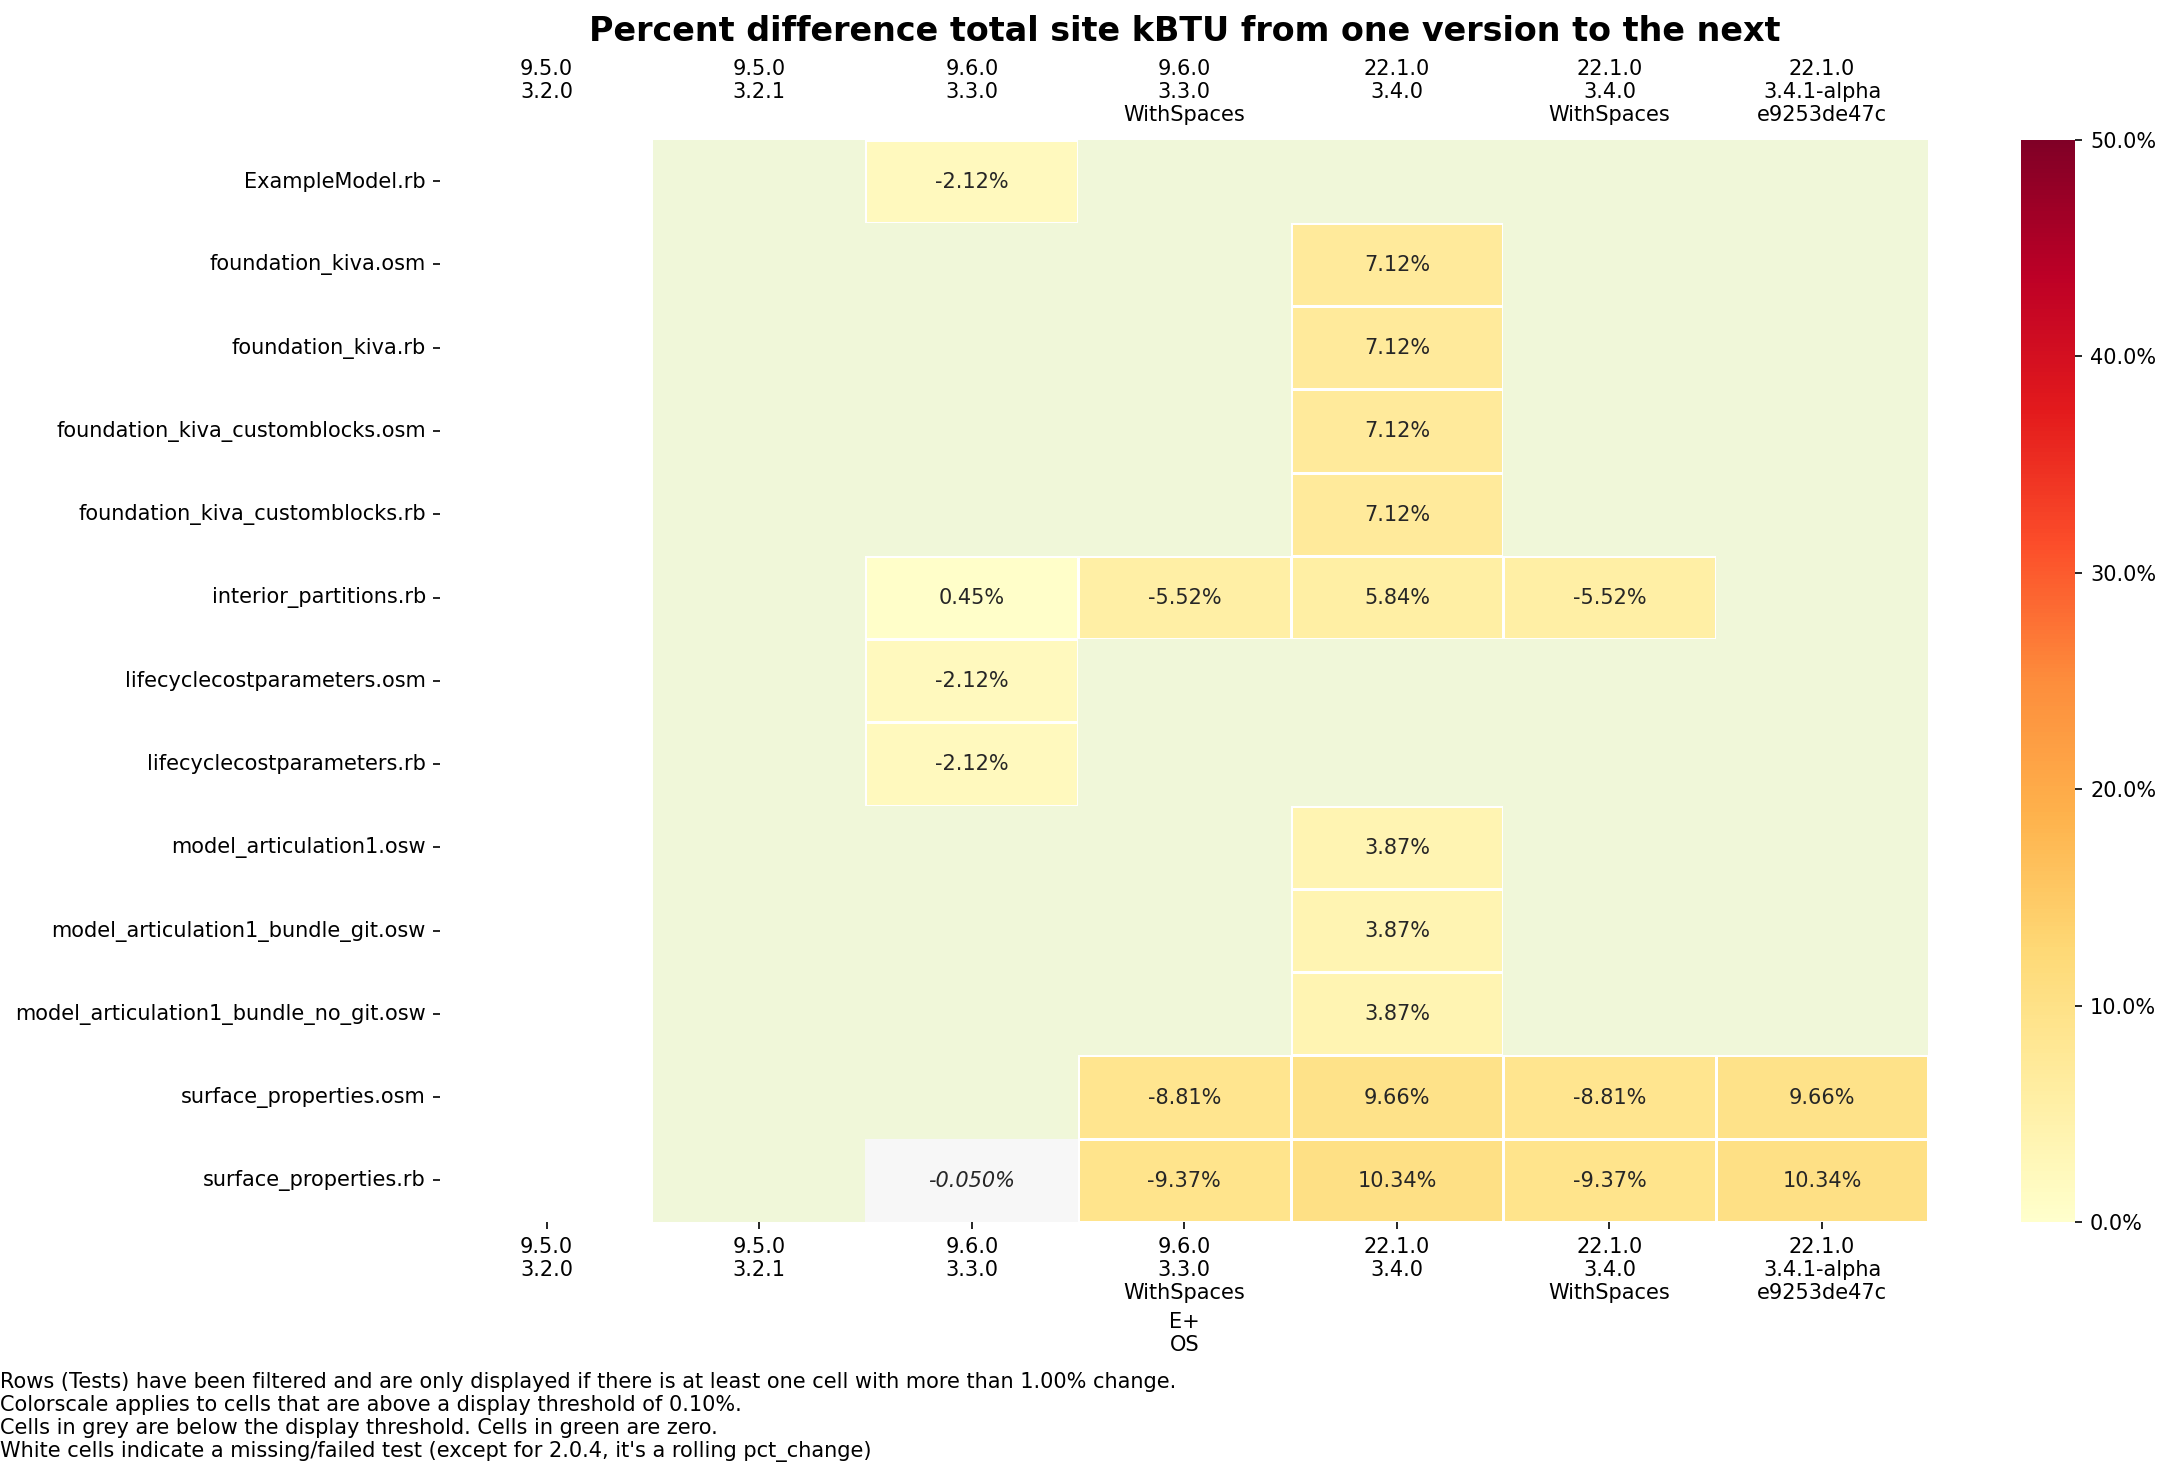 Percent difference total site kBTU from one version to the next
9.5.0 9.5.0 9.6.0 9.6.0 22.1.0 22.1.0 22.1.0
3.2.0 3.2.1 3.3.0 3.3.0 3.4.0 3.4.0 3.4.1-alpha
WithSpaces WithSpaces e9253de47c
ExampleModel.rb -2.12%
foundation_kiva.osm 7.12%
foundation_kiva.rb 7.12%
foundation_kiva_customblocks.osm 7.12%
foundation_kiva_customblocks.rb 7.12%
interior_partitions.rb 0.45% -5.52% 5.84% -5.52%
lifecyclecostparameters.osm -2.12%
lifecyclecostparameters.rb -2.12%
model_articulation1.osw 3.87%
model_articulation1_bundle_git.osw 3.87%
model_articulation1_bundle_no_git.osw 3.87%
surface_properties.osm -8.81% 9.66% -8.81% 9.66%
surface_properties.rb -0.050% -9.37% 10.34% -9.37% 10.34%
9.5.0 9.5.0 9.6.0 9.6.0 22.1.0 22.1.0 22.1.0
3.2.0 3.2.1 3.3.0 3.3.0 3.4.0 3.4.0 3.4.1-alpha
WithSpaces WithSpaces e9253de47c
E+
OS
50.0%
40.0%
30.0%
20.0%
10.0%
0.0%
Rows (Tests) have been filtered and are only displayed if there is at least one cell with more than 1.00% change.
Colorscale applies to cells that are above a display threshold of 0.10%.
Cells in grey are below the display threshold. Cells in green are zero.
White cells indicate a missing/failed test (except for 2.0.4, it's a rolling pct_change)